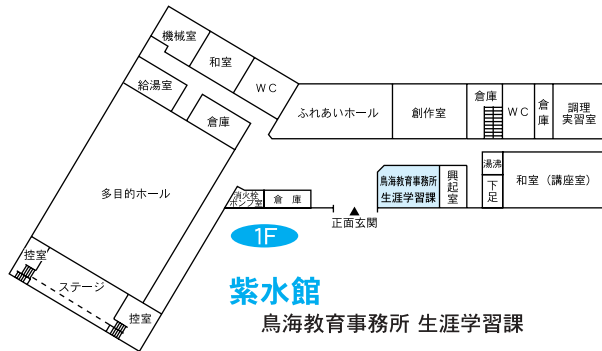 機械室
和室
ＷＣ
給湯室
倉庫
ふれあいホール
創作室
倉庫
ＷＣ
倉庫
調理
実習室
多目的ホール
消火栓
ポンプ室
倉 庫
鳥海教育事務所
生涯学習課
興起室
湯沸
下足
和室（講座室）
正面玄関
控室
ステージ
控室
1F
紫水館
鳥海教育事務所 生涯学習課